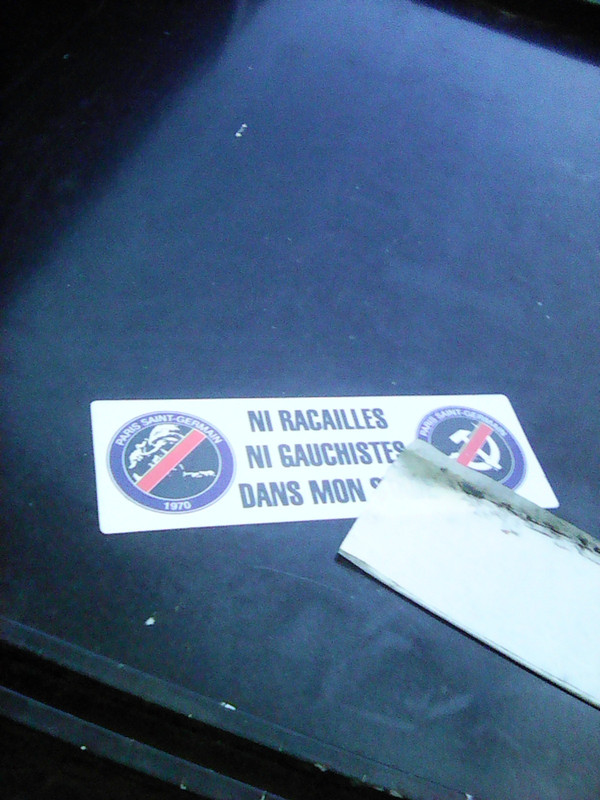 PARIS SAINT-GERMAIN
1970
NI RACAILLES
NI GAUCHISTES
DANS MON
PARIS SAINT-GERMAIN